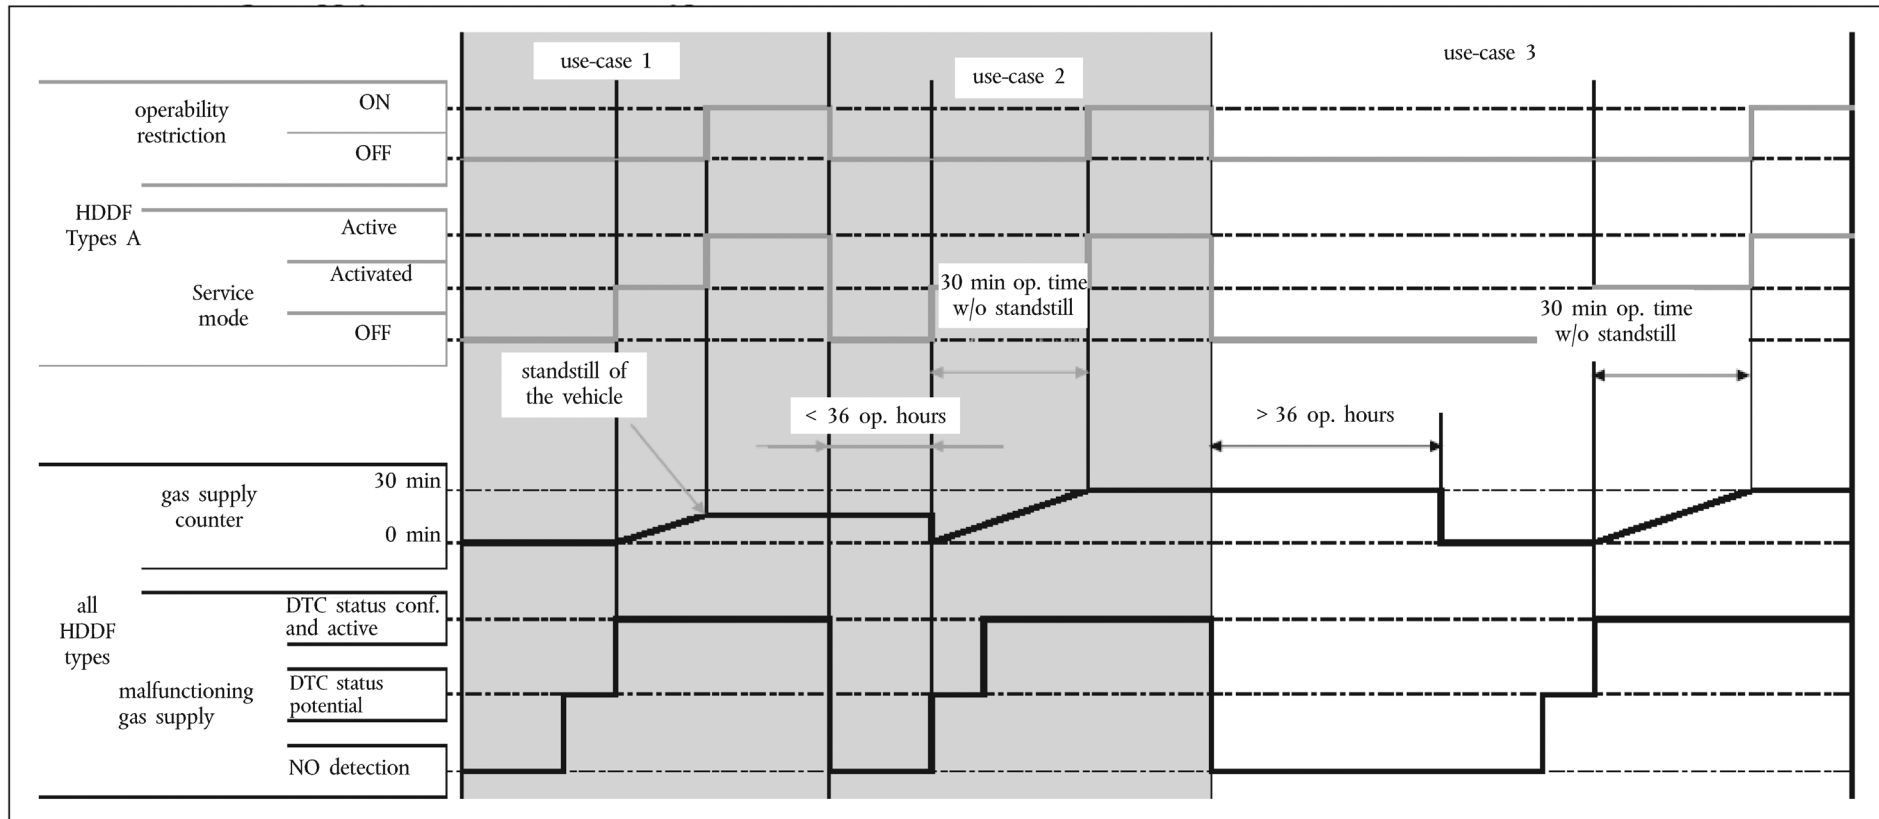 use-case 1
use-case 2
use-case 3
operability
restriction
ON
OFF
HDDF
Types A
Service
mode
Active
Activated
OFF
30 min op. time
w/o standstill
30 min op. time
w/o standstill
standstill of
the vehicle
< 36 op. hours
> 36 op. hours
gas supply
counter
30 min
0 min
all
HDDF
types
malfunctioning
gas supply
DTC status conf.
and active
DTC status
potential
NO detection